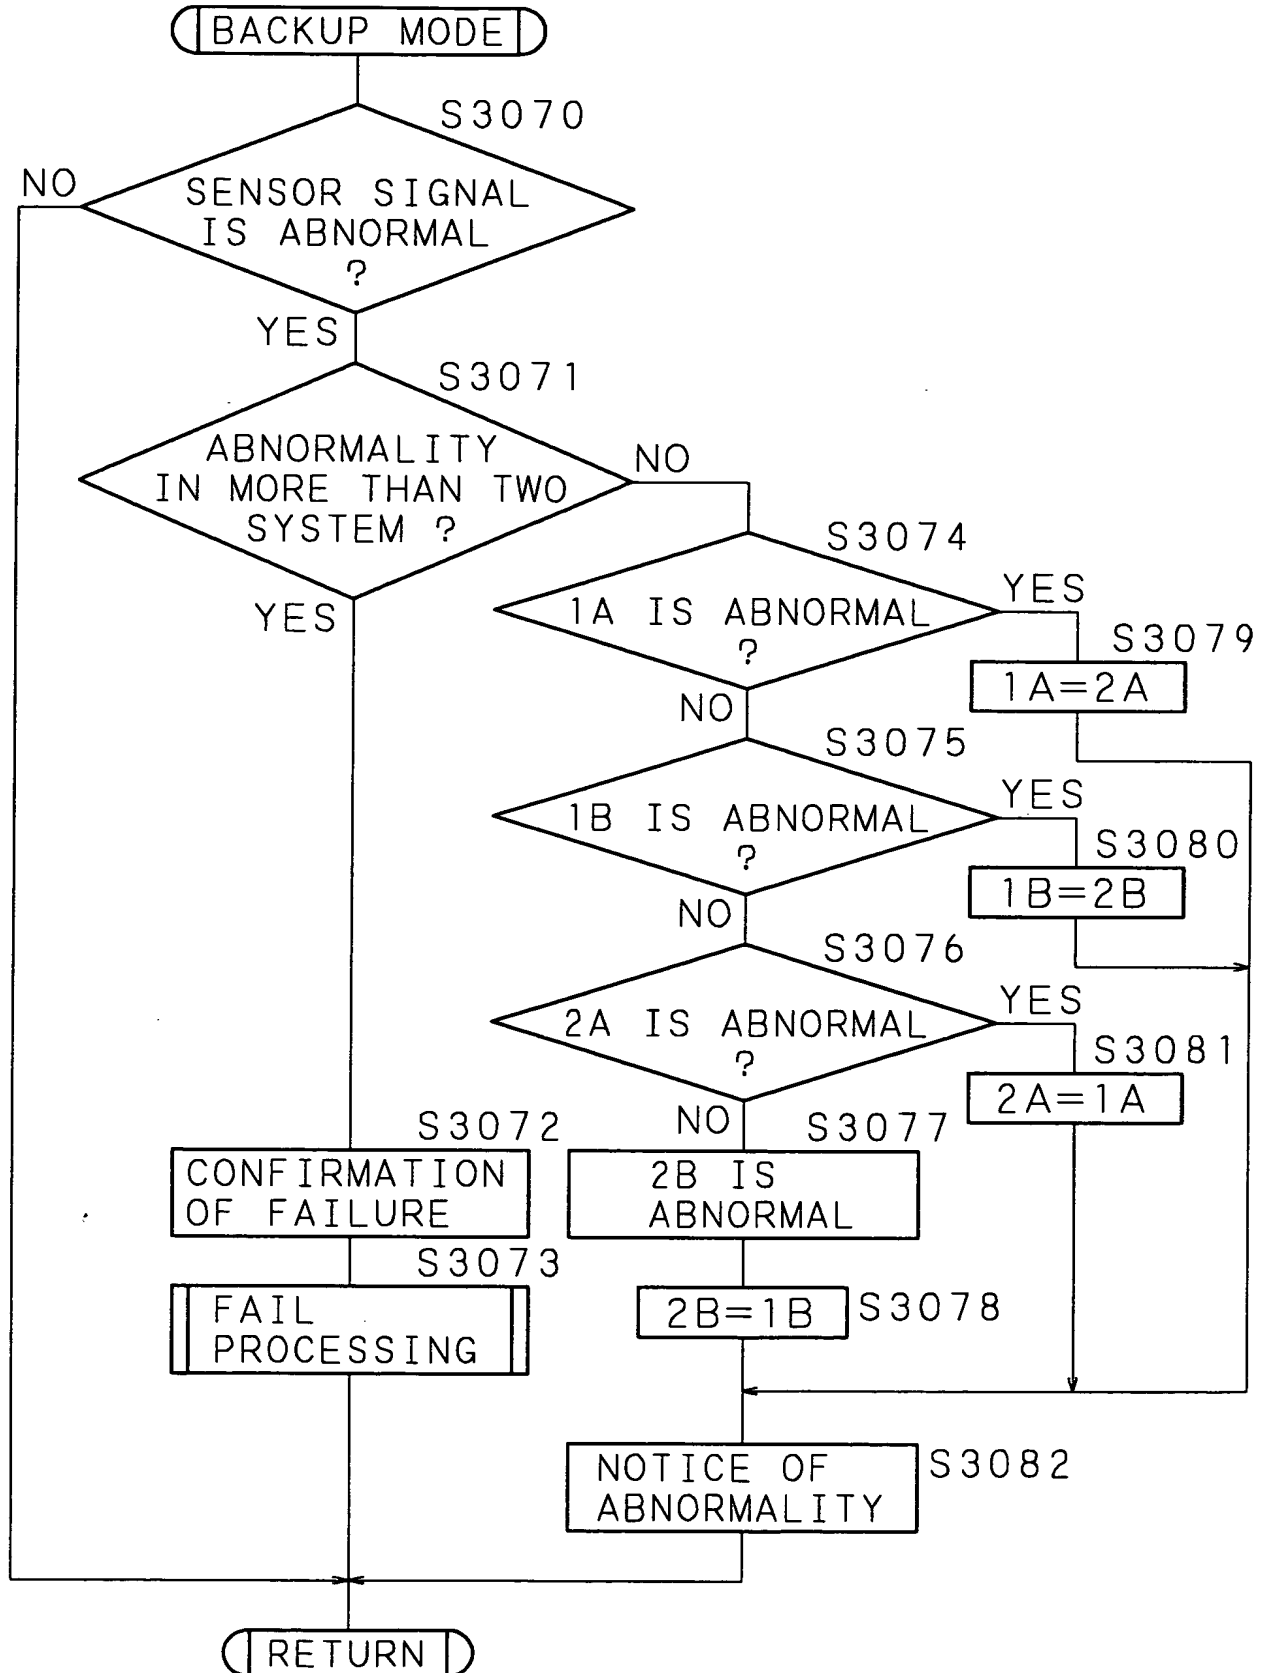 BACKUP MODE
S3070
NO
SENSOR SIGNAL
IS ABNORMAL
?
YES
S3071
ABNORMALITY
IN MORE THAN TWO
SYSTEM ?
NO
YES
S3074
1A IS ABNORMAL
?
YES
S3079
1A=2A
NO
S3075
1B IS ABNORMAL
?
YES
S3080
1B=2B
NO
S3076
2A IS ABNORMAL
?
YES
S3081
2A=1A
NO
S3077
2B IS
ABNORMAL
S3072
CONFIRMATION
OF FAILURE
S3073
FAIL
PROCESSING
2B=1B
S3078
NOTICE OF
ABNORMALITY
S3082
RETURN